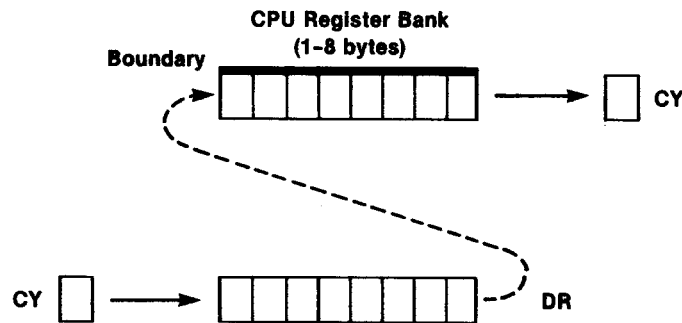 CPU Register Bank
(1-8 bytes)
Boundary
CY
CY
DR